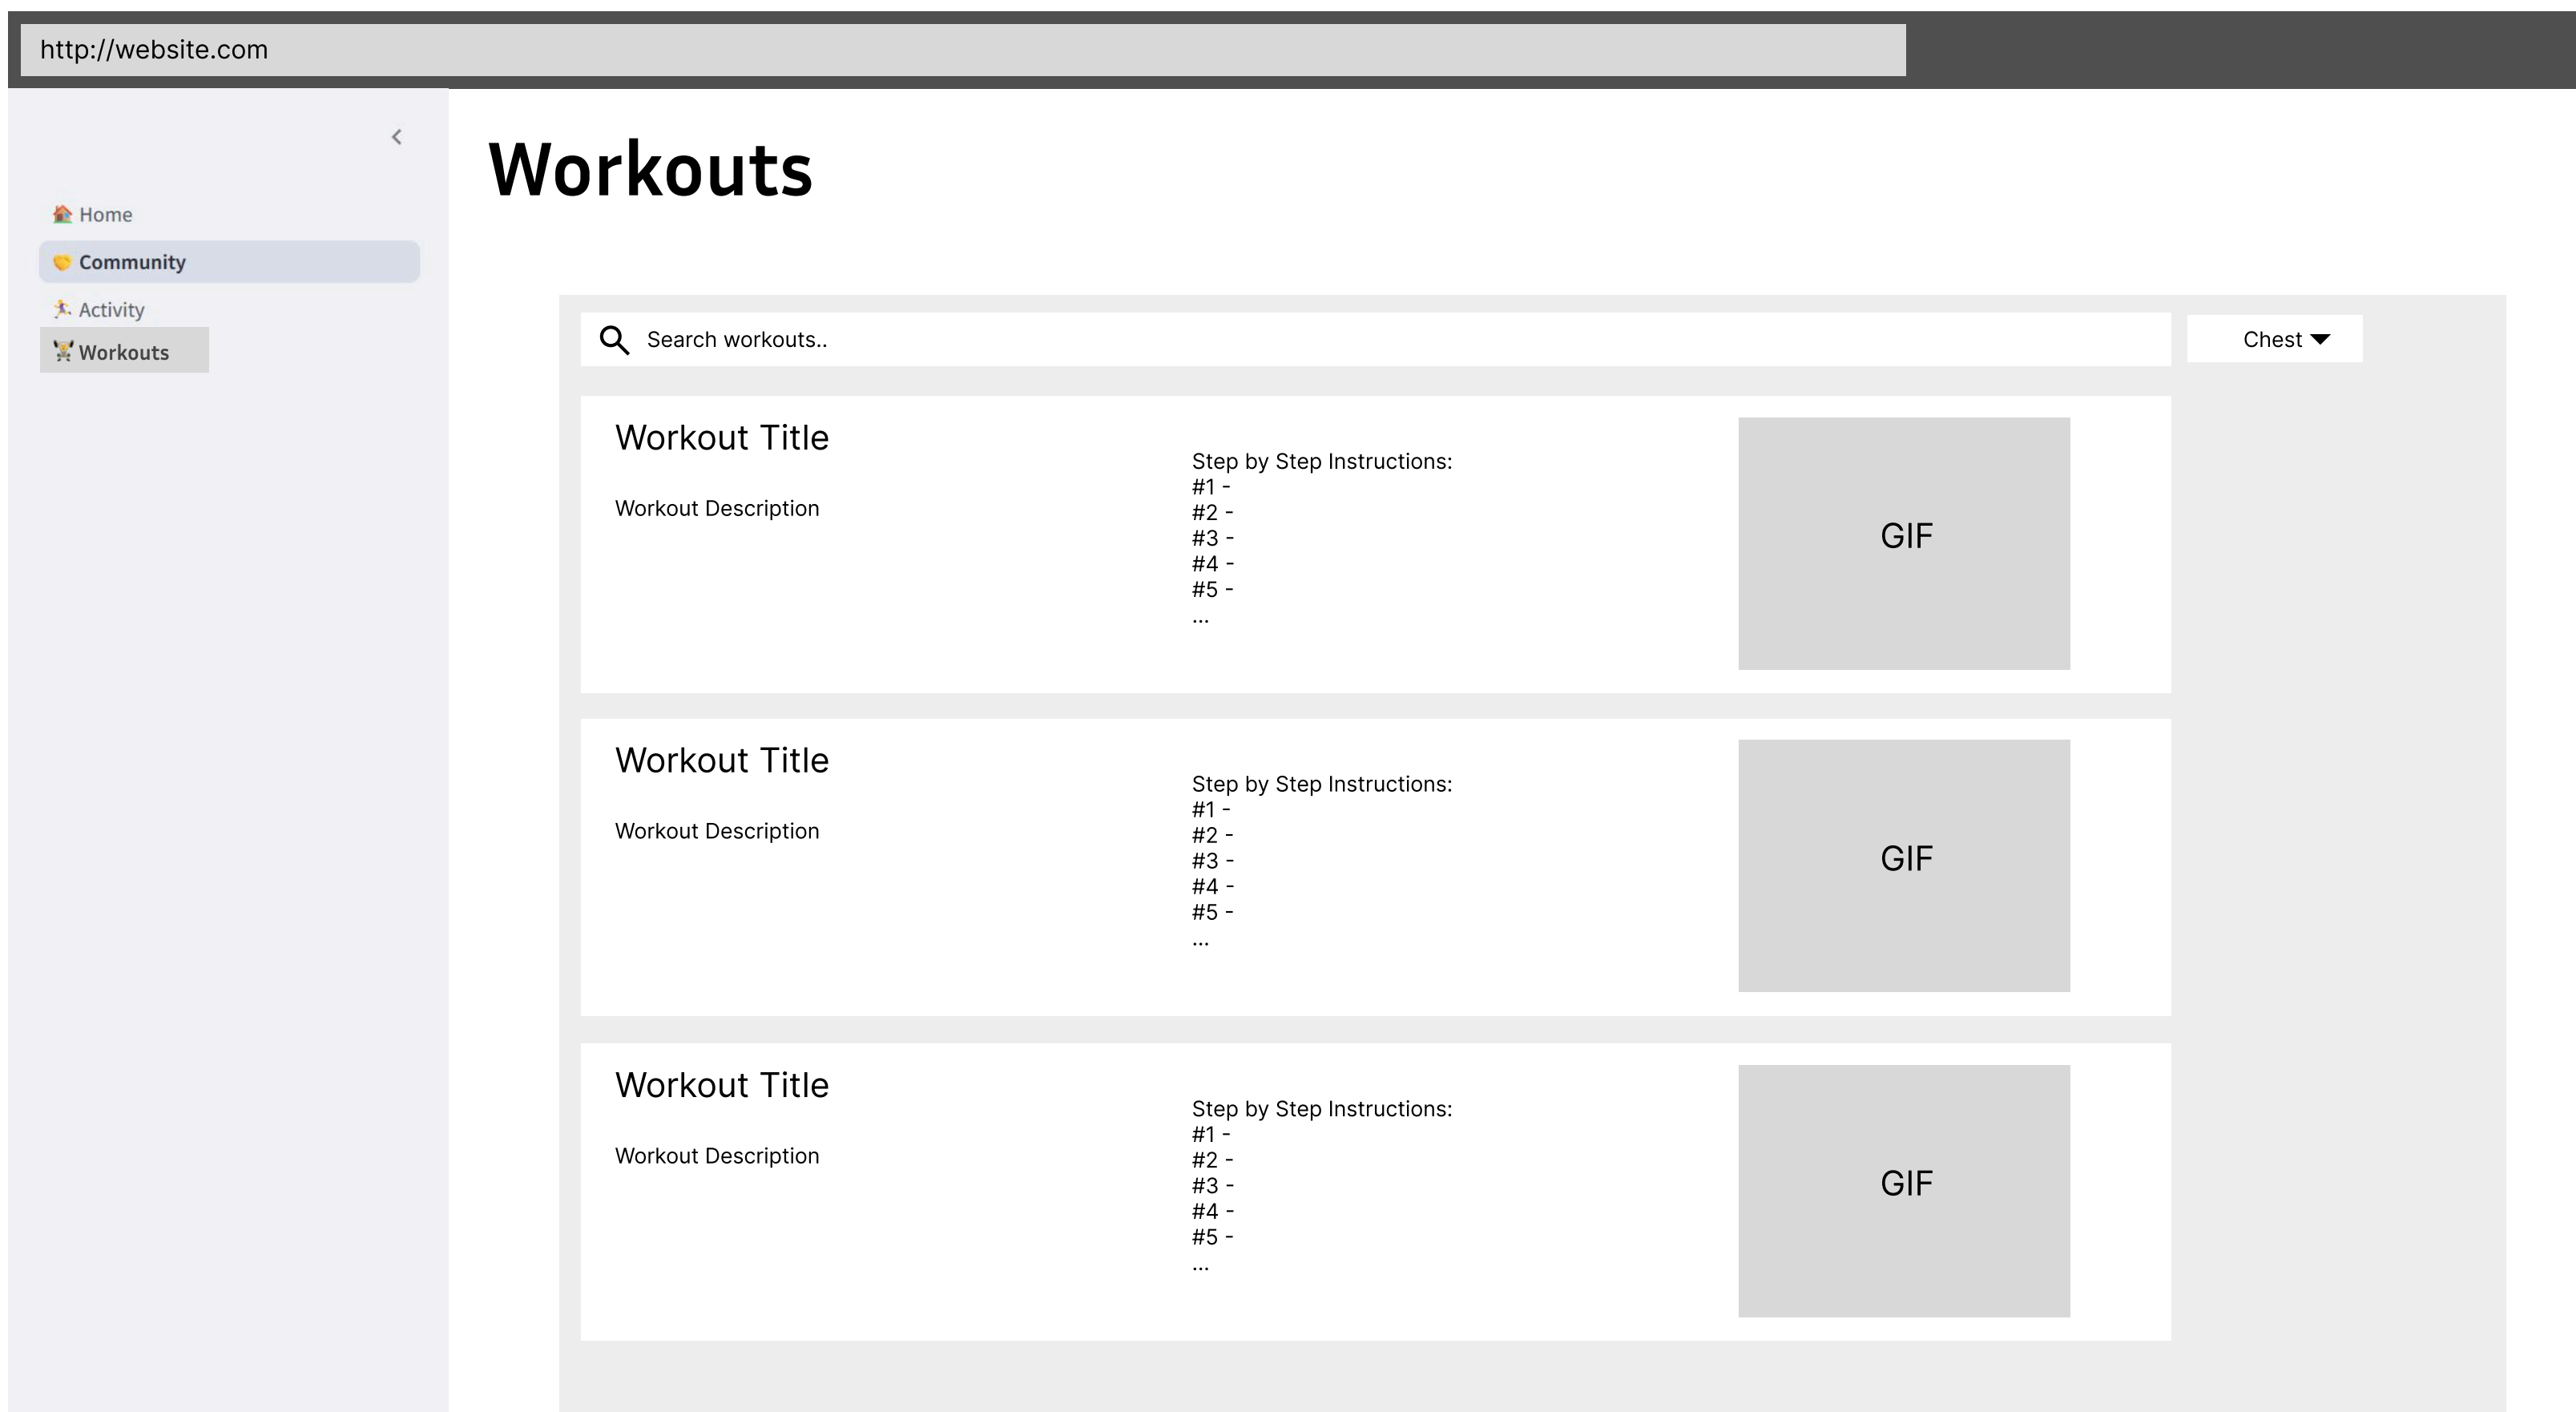 http://website.com
Home
Community
Activity
Workouts
Workouts
Search workouts..
Chest
Workout Title
Workout Description
Step by Step Instructions:
#1 -
#2 -
#3 -
#4 -
#5 -
...
GIF
Workout Title
Workout Description
Step by Step Instructions:
#1 -
#2 -
#3 -
#4 -
#5 -
...
GIF
Workout Title
Workout Description
Step by Step Instructions:
#1 -
#2 -
#3 -
#4 -
#5 -
...
GIF